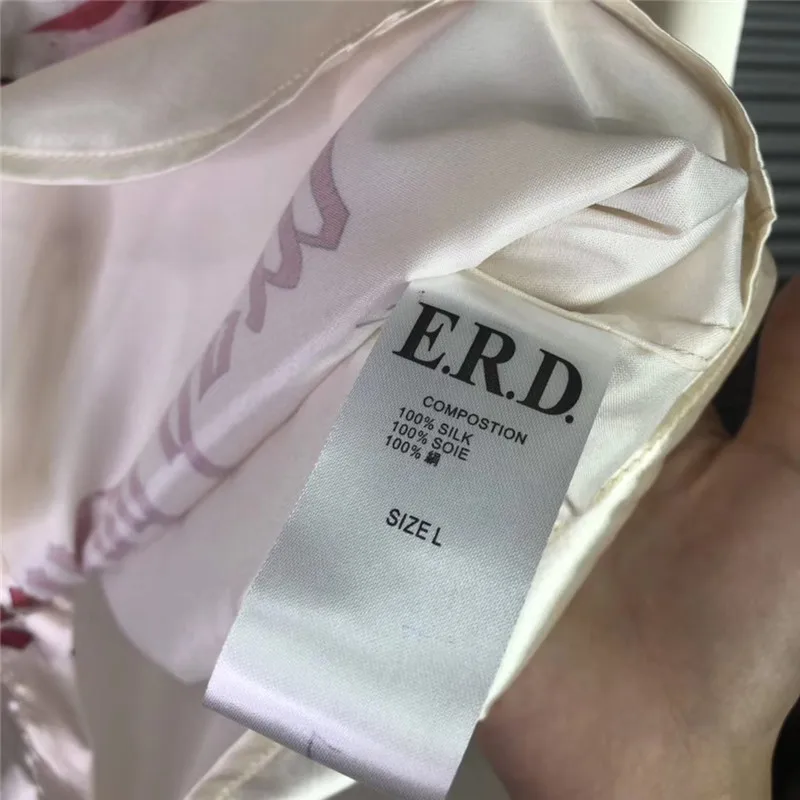 E.R.D.
COMPOSTION
100% SILK
100% SOIE
100% 絹
SIZE L